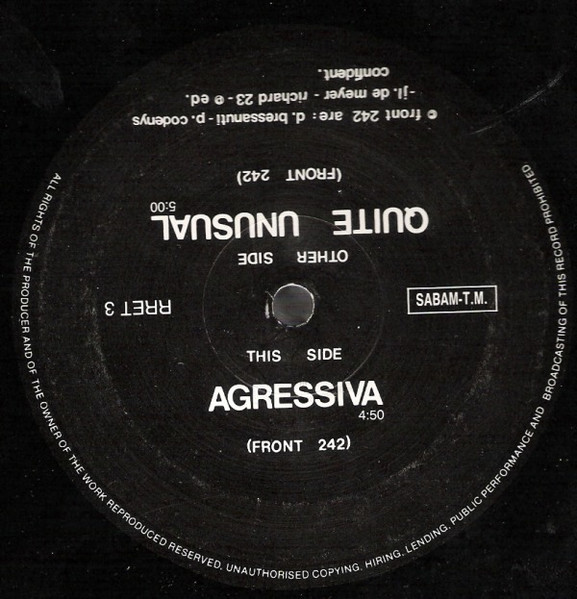 THIS SIDE
AGRESSIVA
4:50
(FRONT 242)
SABAM-T.M.
RRET 3
OTHER SIDE
QUITE UNUSUAL
5:00
(FRONT 242)
© front 242 are : d. bressanuti - p. codenys
-jl. de meyer - richard 23 - ℗ ed.
confident.
ALL RIGHTS OF THE PRODUCER AND OF THE OWNER OF THE WORK REPRODUCED RESERVED. UNAUTHORISED COPYING, HIRING, LENDING, PUBLIC PERFORMANCE AND BROADCASTING OF THIS RECORD PROHIBITED